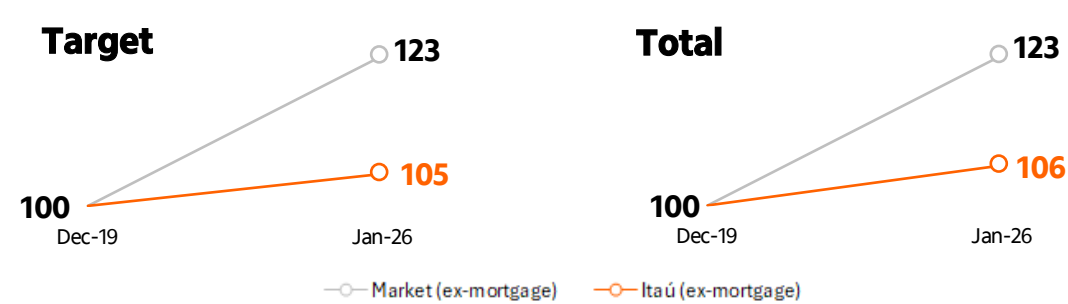 Target
123
105
100
Dec-19
Jan-26
Total
123
106
100
Dec-19
Jan-26
Market (ex-mortgage)
Itaú (ex-mortgage)